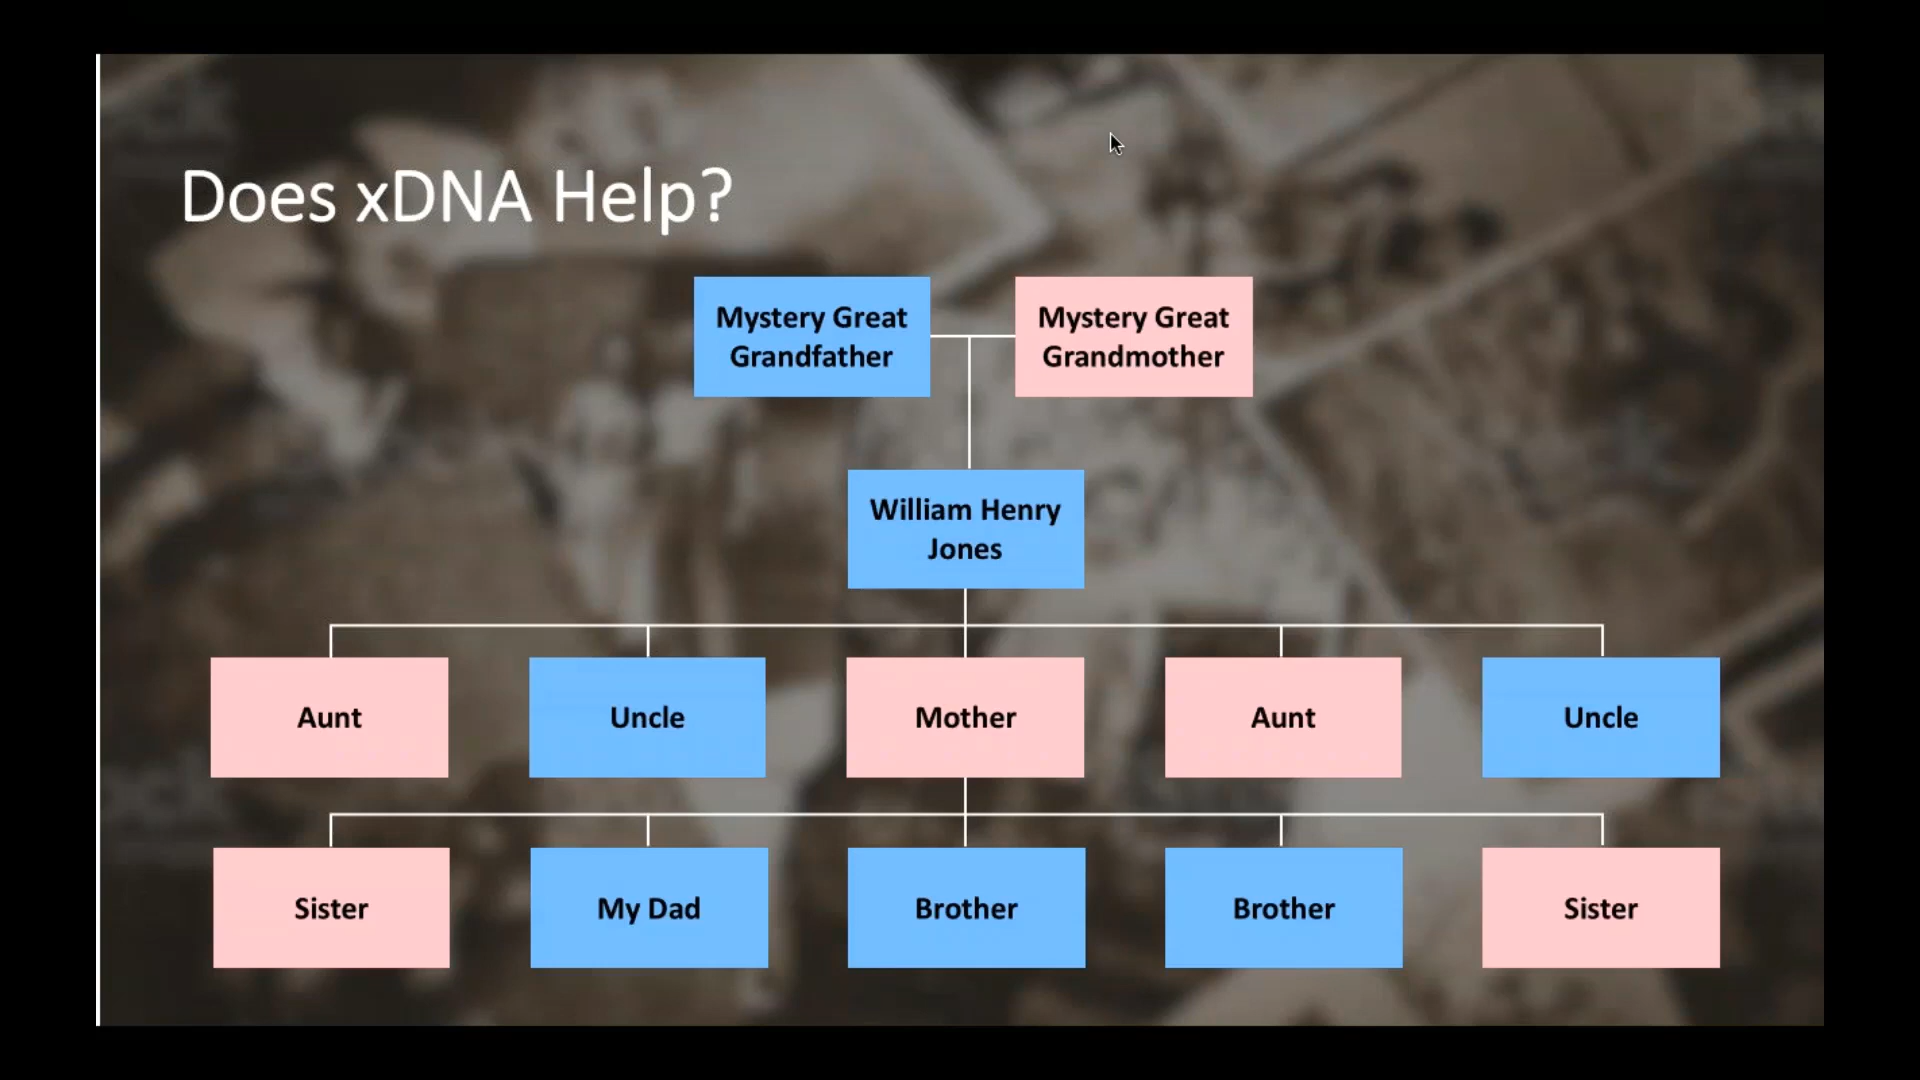 Does xDNA Help?
Mystery Great
Grandfather
Mystery Great
Grandmother
William Henry
Jones
Aunt
Uncle
Mother
Aunt
Uncle
Sister
My Dad
Brother
Brother
Sister